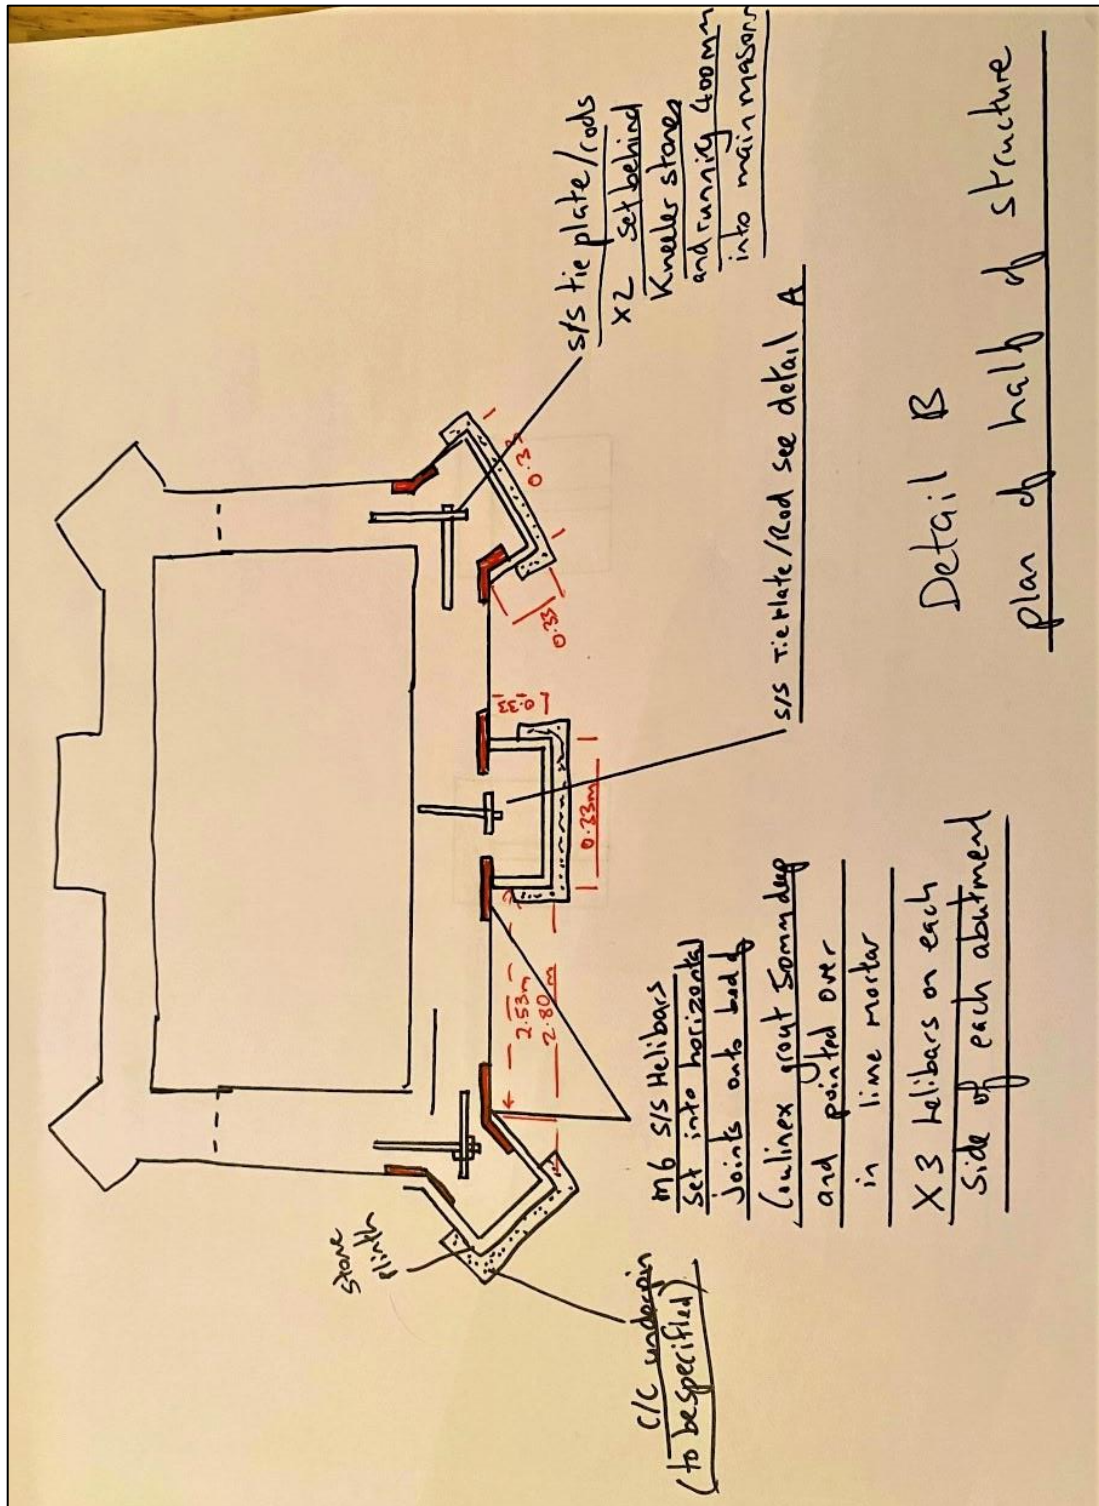 Stone
plinth
C/C underpin
(to be specified)
M6 S/S Helibars
Set into horizontal
Joints onto bed of
grout 50mm deep
and pointed over
in lime mortar
X3 helibars on each
Side of each abutment
2.53m
2.80m
0.33m
0.33
0.33
0.33
S/S Tie Plate/Rod see detail A
S/S tie plate/rods
X2 set behind
Kneeler stones
and running 400mm
into main mason
Detail B
plan of half of structure